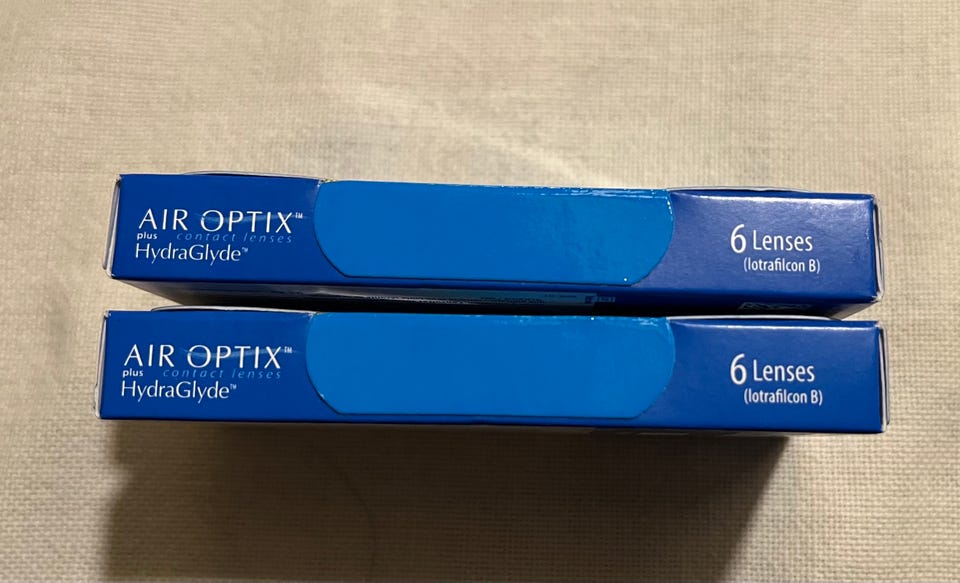 AIR OPTIX™
plus contact lenses
HydraGlyde™
6 Lenses
(lotrafilcon B)
AIR OPTIX™
plus contact lenses
HydraGlyde™
6 Lenses
(lotrafilcon B)